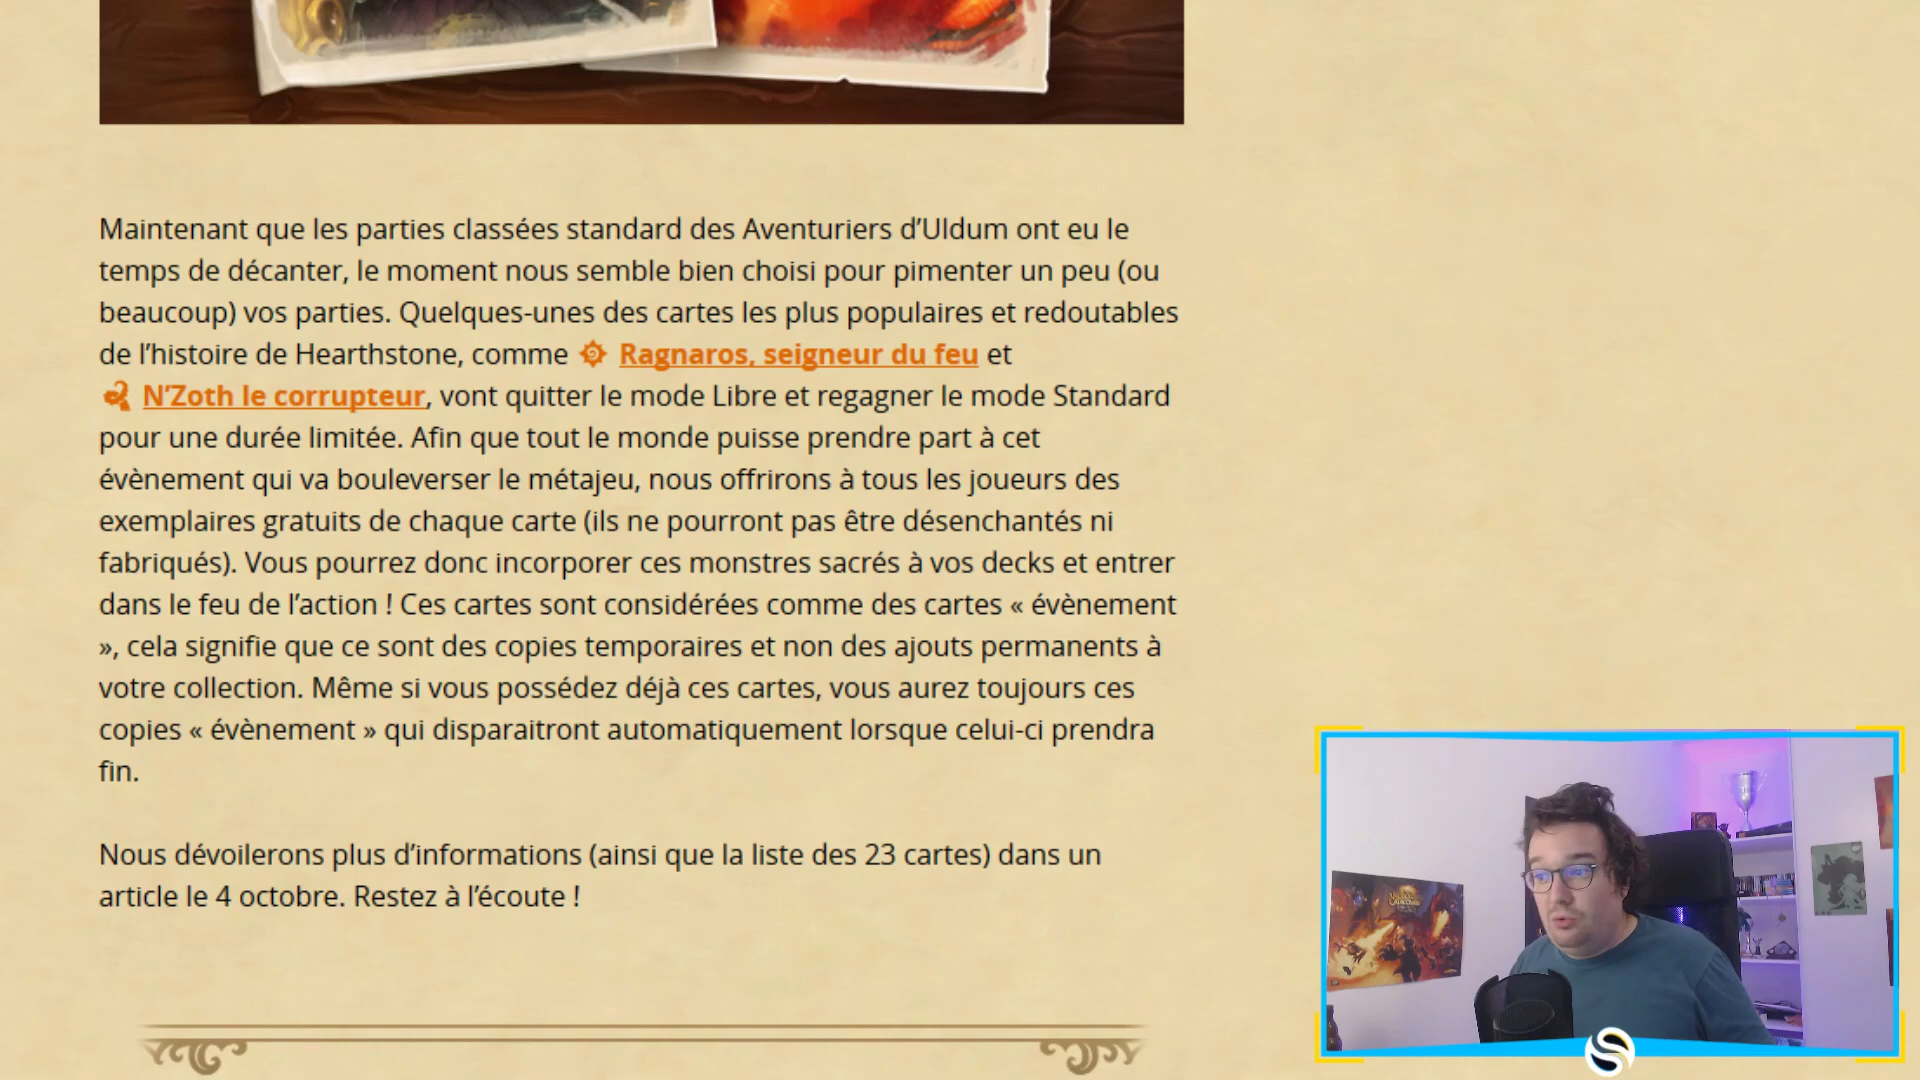 Maintenant que les parties classées standard des Aventuriers d’Uldum ont eu le
temps de décanter, le moment nous semble bien choisi pour pimenter un peu (ou
beaucoup) vos parties. Quelques-unes des cartes les plus populaires et redoutables
de l’histoire de Hearthstone, comme Ragnaros, seigneur du feu et
N’Zoth le corrupteur, vont quitter le mode Libre et regagner le mode Standard
pour une durée limitée. Afin que tout le monde puisse prendre part à cet
évènement qui va bouleverser le métajeu, nous offrirons à tous les joueurs des
exemplaires gratuits de chaque carte (ils ne pourront pas être désenchantés ni
fabriqués). Vous pourrez donc incorporer ces monstres sacrés à vos decks et entrer
dans le feu de l’action ! Ces cartes sont considérées comme des cartes « évènement
», cela signifie que ce sont des copies temporaires et non des ajouts permanents à
votre collection. Même si vous possédez déjà ces cartes, vous aurez toujours ces
copies « évènement » qui disparaitront automatiquement lorsque celui-ci prendra
fin.
Nous dévoilerons plus d’informations (ainsi que la liste des 23 cartes) dans un
article le 4 octobre. Restez à l’écoute !